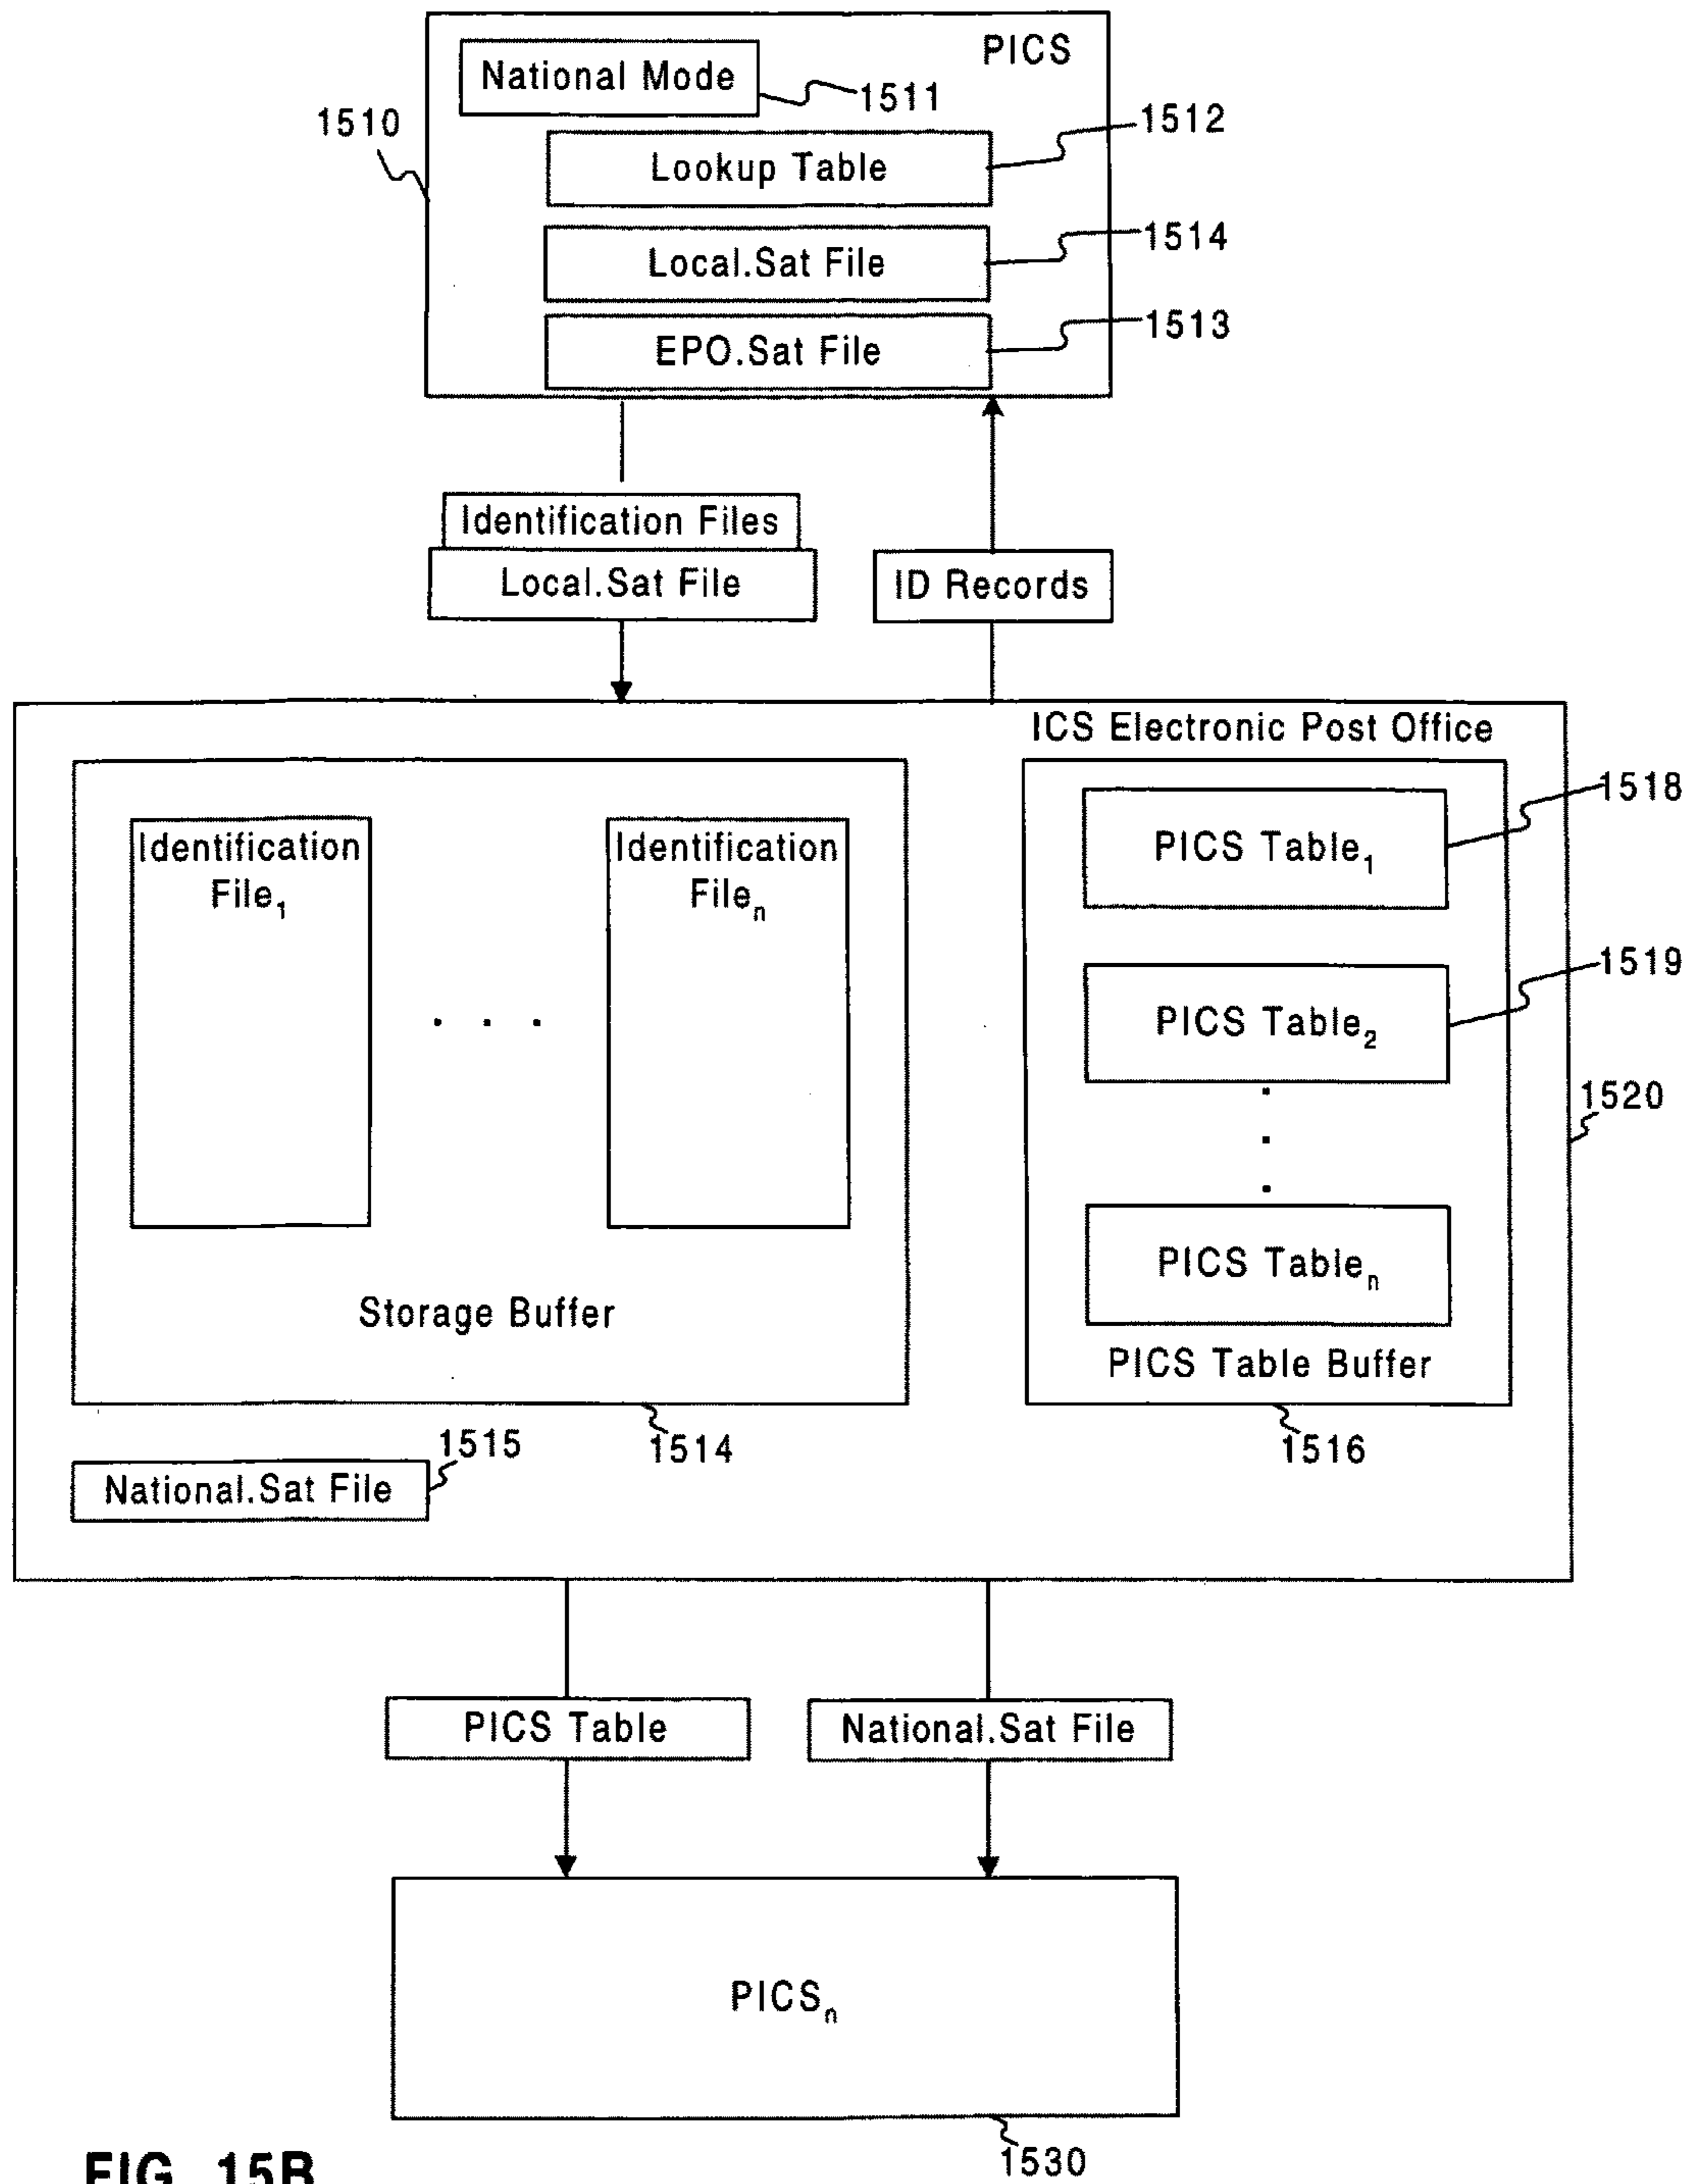 PICS
National Mode
1511
1510
1512
Lookup Table
1514
Local.Sat File
1513
EPO.Sat File
Identification Files
Local.Sat File
ID Records
ICS Electronic Post Office
1518
Identification
File1
Identification
Filen
PICS Table1
1519
. . .
PICS Table2
1520
.
.
.
PICS Tablen
Storage Buffer
PICS Table Buffer
1514
1516
1515
National.Sat File
PICS Table
National.Sat File
PICSn
1530
FIG. 15B